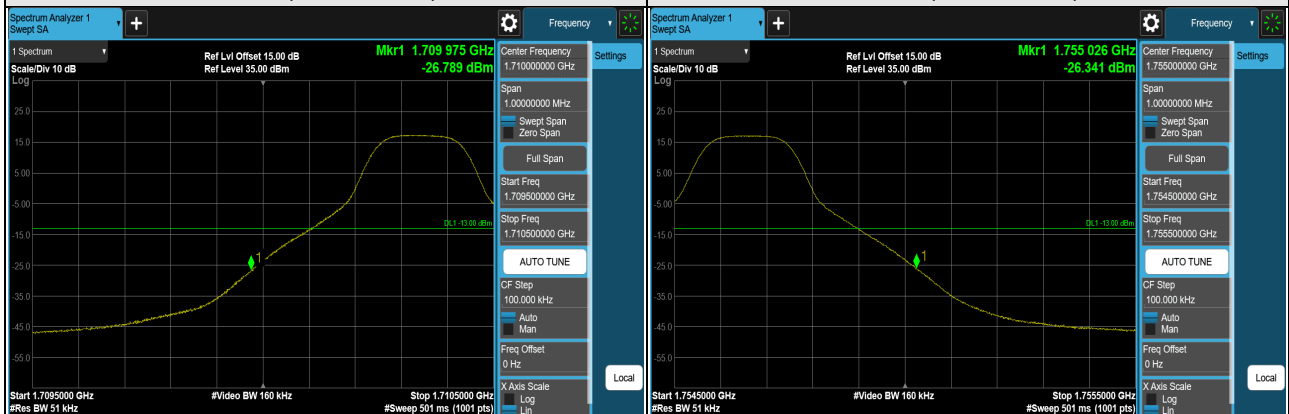 Spectrum Analyzer 1
Swept SA
Frequency
1 Spectrum
Scale/Div 10 dB
Log
Ref Lvl Offset 15.00 dB
Ref Level 35.00 dBm
Mkr1 1.709 975 GHz
-26.789 dBm
25.0
15.0
5.00
-5.00
-15.0
-25.0
-35.0
-45.0
-55.0
DL1 -13.00 dBm
1
Start 1.7095000 GHz
#Res BW 51 kHz
#Video BW 160 kHz
Stop 1.7105000 GHz
#Sweep 501 ms (1001 pts)
Center Frequency
1.710000000 GHz
Settings
Span
1.00000000 MHz
Swept Span
Zero Span
Full Span
Start Freq
1.709500000 GHz
Stop Freq
1.710500000 GHz
AUTO TUNE
CF Step
100.000 kHz
Auto
Man
Freq Offset
0 Hz
X Axis Scale
Log
Lin
Local
Spectrum Analyzer 1
Swept SA
Frequency
1 Spectrum
Scale/Div 10 dB
Log
Ref Lvl Offset 15.00 dB
Ref Level 35.00 dBm
Mkr1 1.755 026 GHz
-26.341 dBm
25.0
15.0
5.00
-5.00
-15.0
-25.0
-35.0
-45.0
-55.0
DL1 -13.00 dBm
1
Start 1.7545000 GHz
#Res BW 51 kHz
#Video BW 160 kHz
Stop 1.7555000 GHz
#Sweep 501 ms (1001 pts)
Center Frequency
1.755000000 GHz
Settings
Span
1.00000000 MHz
Swept Span
Zero Span
Full Span
Start Freq
1.754500000 GHz
Stop Freq
1.755500000 GHz
AUTO TUNE
CF Step
100.000 kHz
Auto
Man
Freq Offset
0 Hz
X Axis Scale
Log
Lin
Local